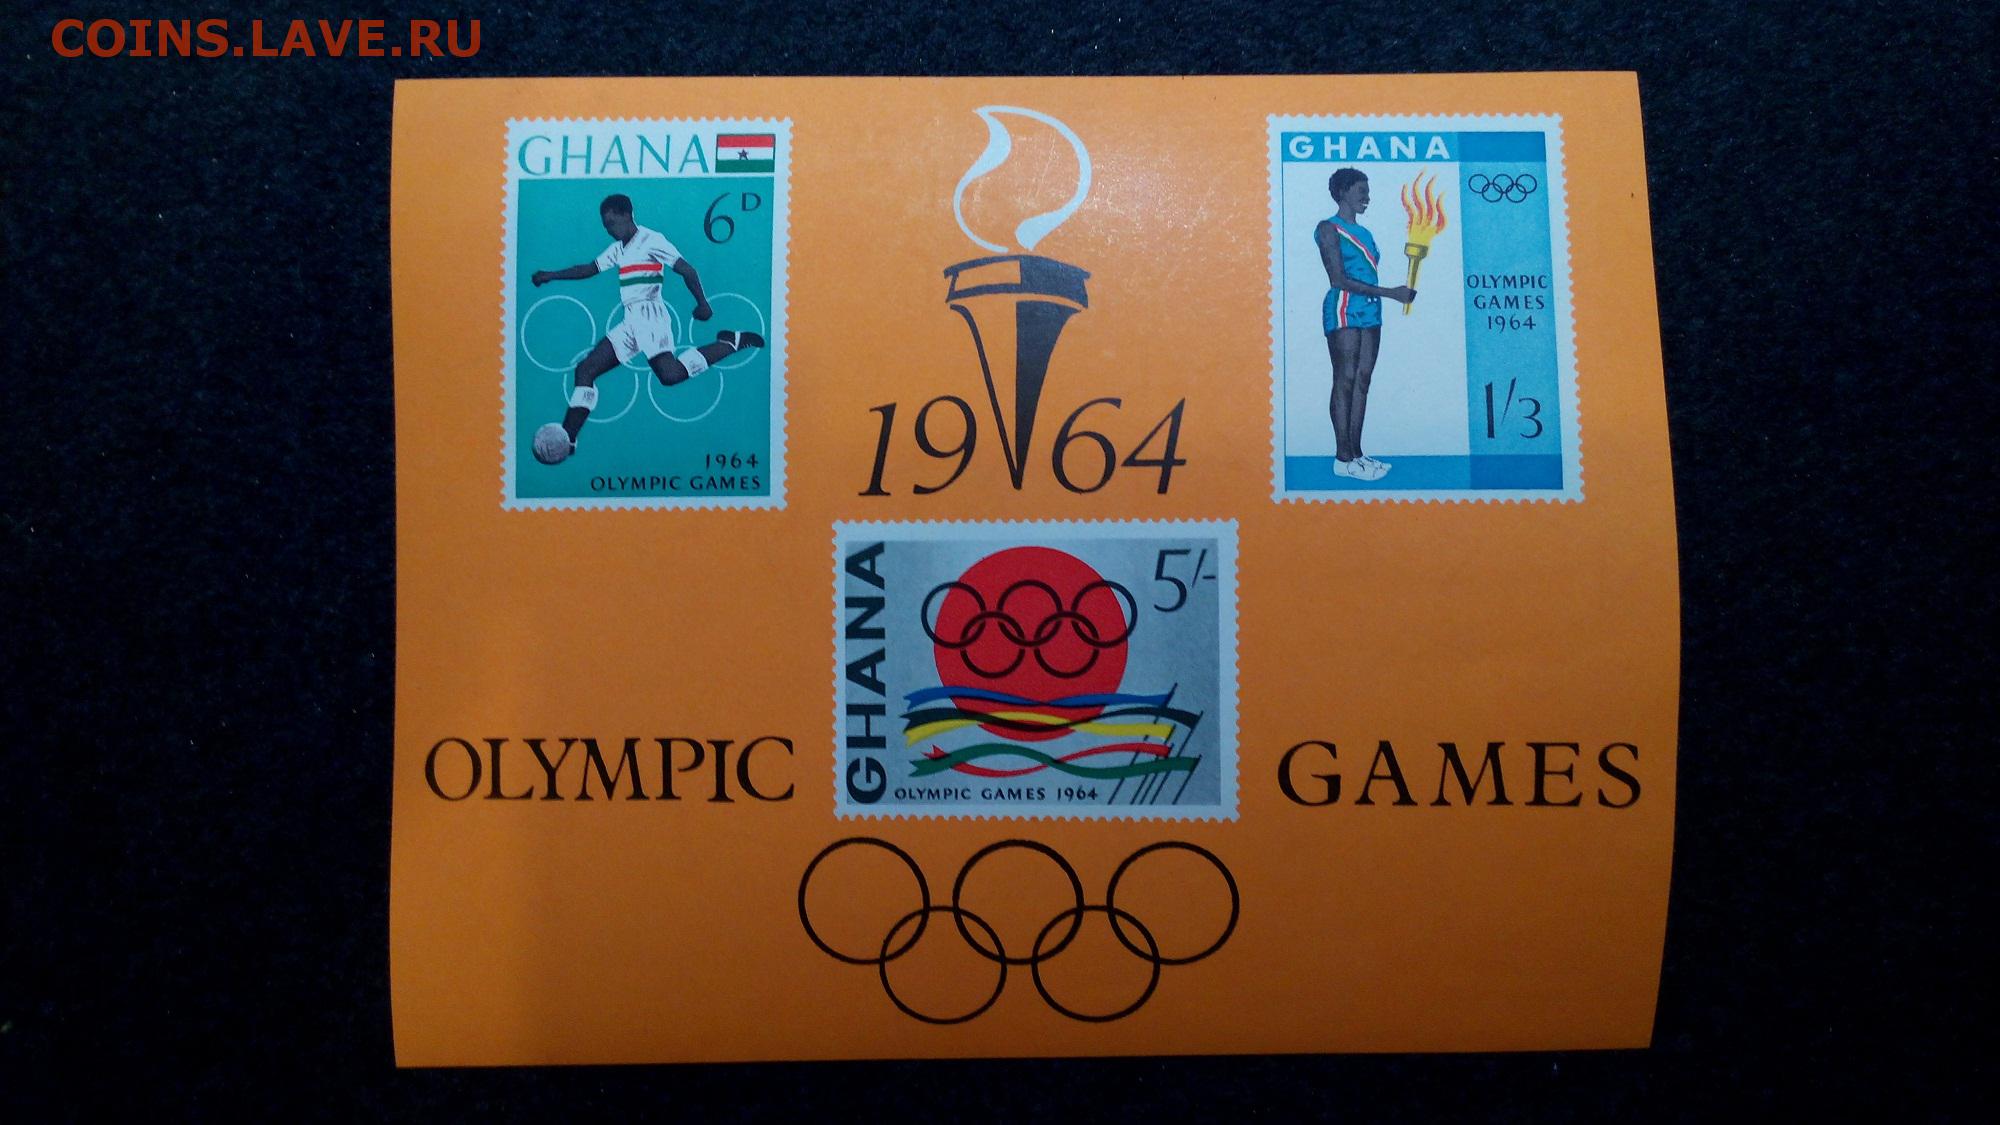 COINS.LAVE.RU
GHANA
6D
1964
OLYMPIC GAMES
1964
GHANA
OLYMPIC
GAMES
1964
1/3
GHANA
5/-
OLYMPIC GAMES 1964
OLYMPIC GAMES